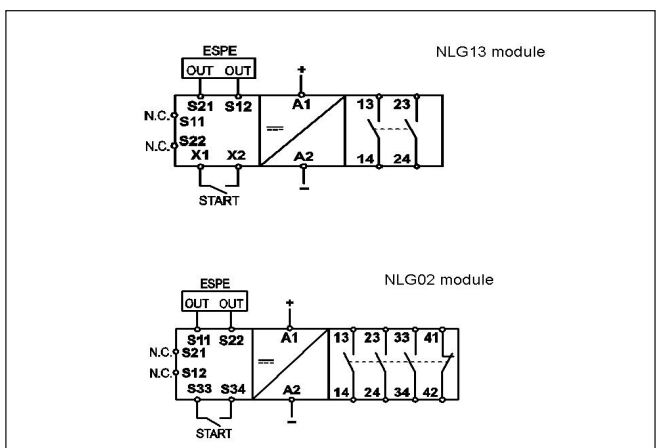 ESPE
NLG13 module
OUT OUT
+
S21 S12
A1
13 23
N.C.
S11
N.C.
S22
X1 X2
A2
14 24
START
–
ESPE
NLG02 module
OUT OUT
+
S11 S22
A1
13 23 33 41
N.C. S21
N.C. S12
S33 S34
A2
14 24 34 42
START
–